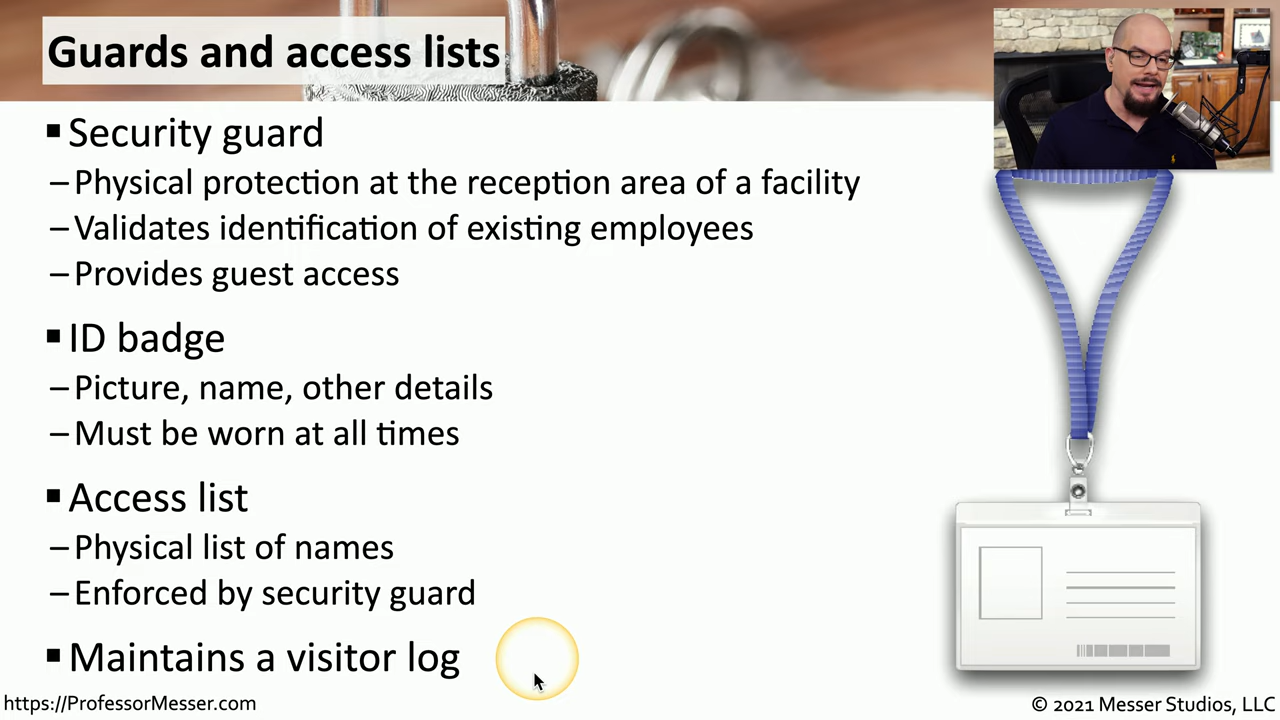 Guards and access lists
▪ Security guard
– Physical protection at the reception area of a facility
– Validates identification of existing employees
– Provides guest access
▪ ID badge
– Picture, name, other details
– Must be worn at all times
▪ Access list
– Physical list of names
– Enforced by security guard
▪ Maintains a visitor log
https://ProfessorMesser.com
© 2021 Messer Studios, LLC